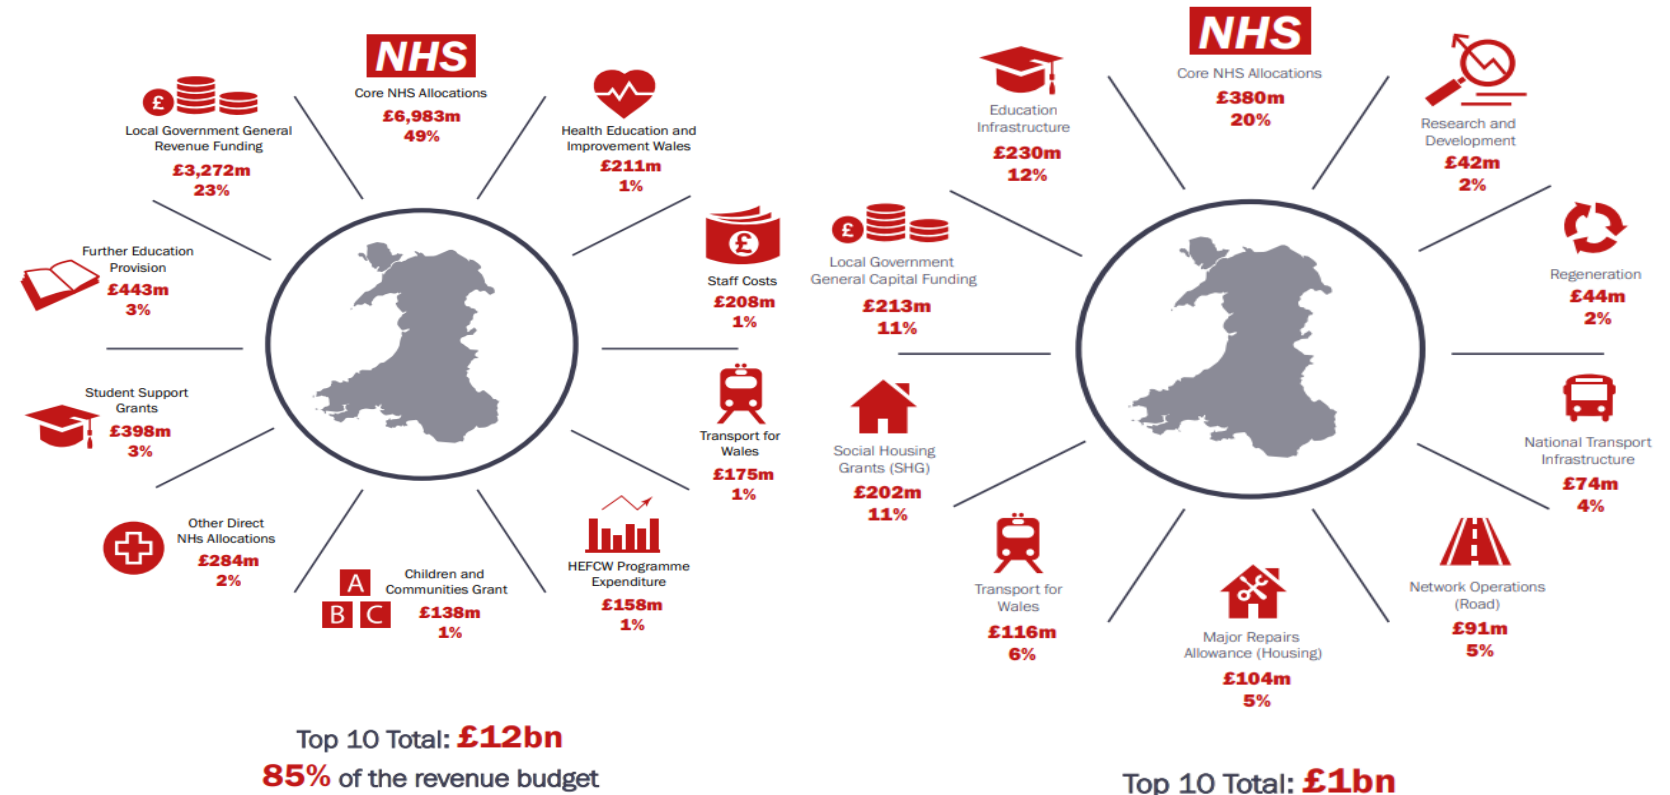 NHS
Core NHS Allocations
£6,983m
49%
Health Education and
Improvement Wales
£211m
1%
£
Staff Costs
£208m
1%
Transport for
Wales
£175m
1%
HEFCW Programme
Expenditure
£158m
1%
A
B C
Children and
Communities Grant
£138m
1%
Other Direct
NHs Allocations
£284m
2%
Student Support
Grants
£398m
3%
Further Education
Provision
£443m
3%
£
Local Government General
Revenue Funding
£3,272m
23%
Top 10 Total: £12bn
85% of the revenue budget
NHS
Core NHS Allocations
£380m
20%
Research and
Development
£42m
2%
Regeneration
£44m
2%
National Transport
Infrastructure
£74m
4%
Network Operations
(Road)
£91m
5%
Major Repairs
Allowance (Housing)
£104m
5%
Transport for
Wales
£116m
6%
Social Housing
Grants (SHG)
£202m
11%
£
Local Government
General Capital Funding
£213m
11%
Education
Infrastructure
£230m
12%
Top 10 Total: £1bn